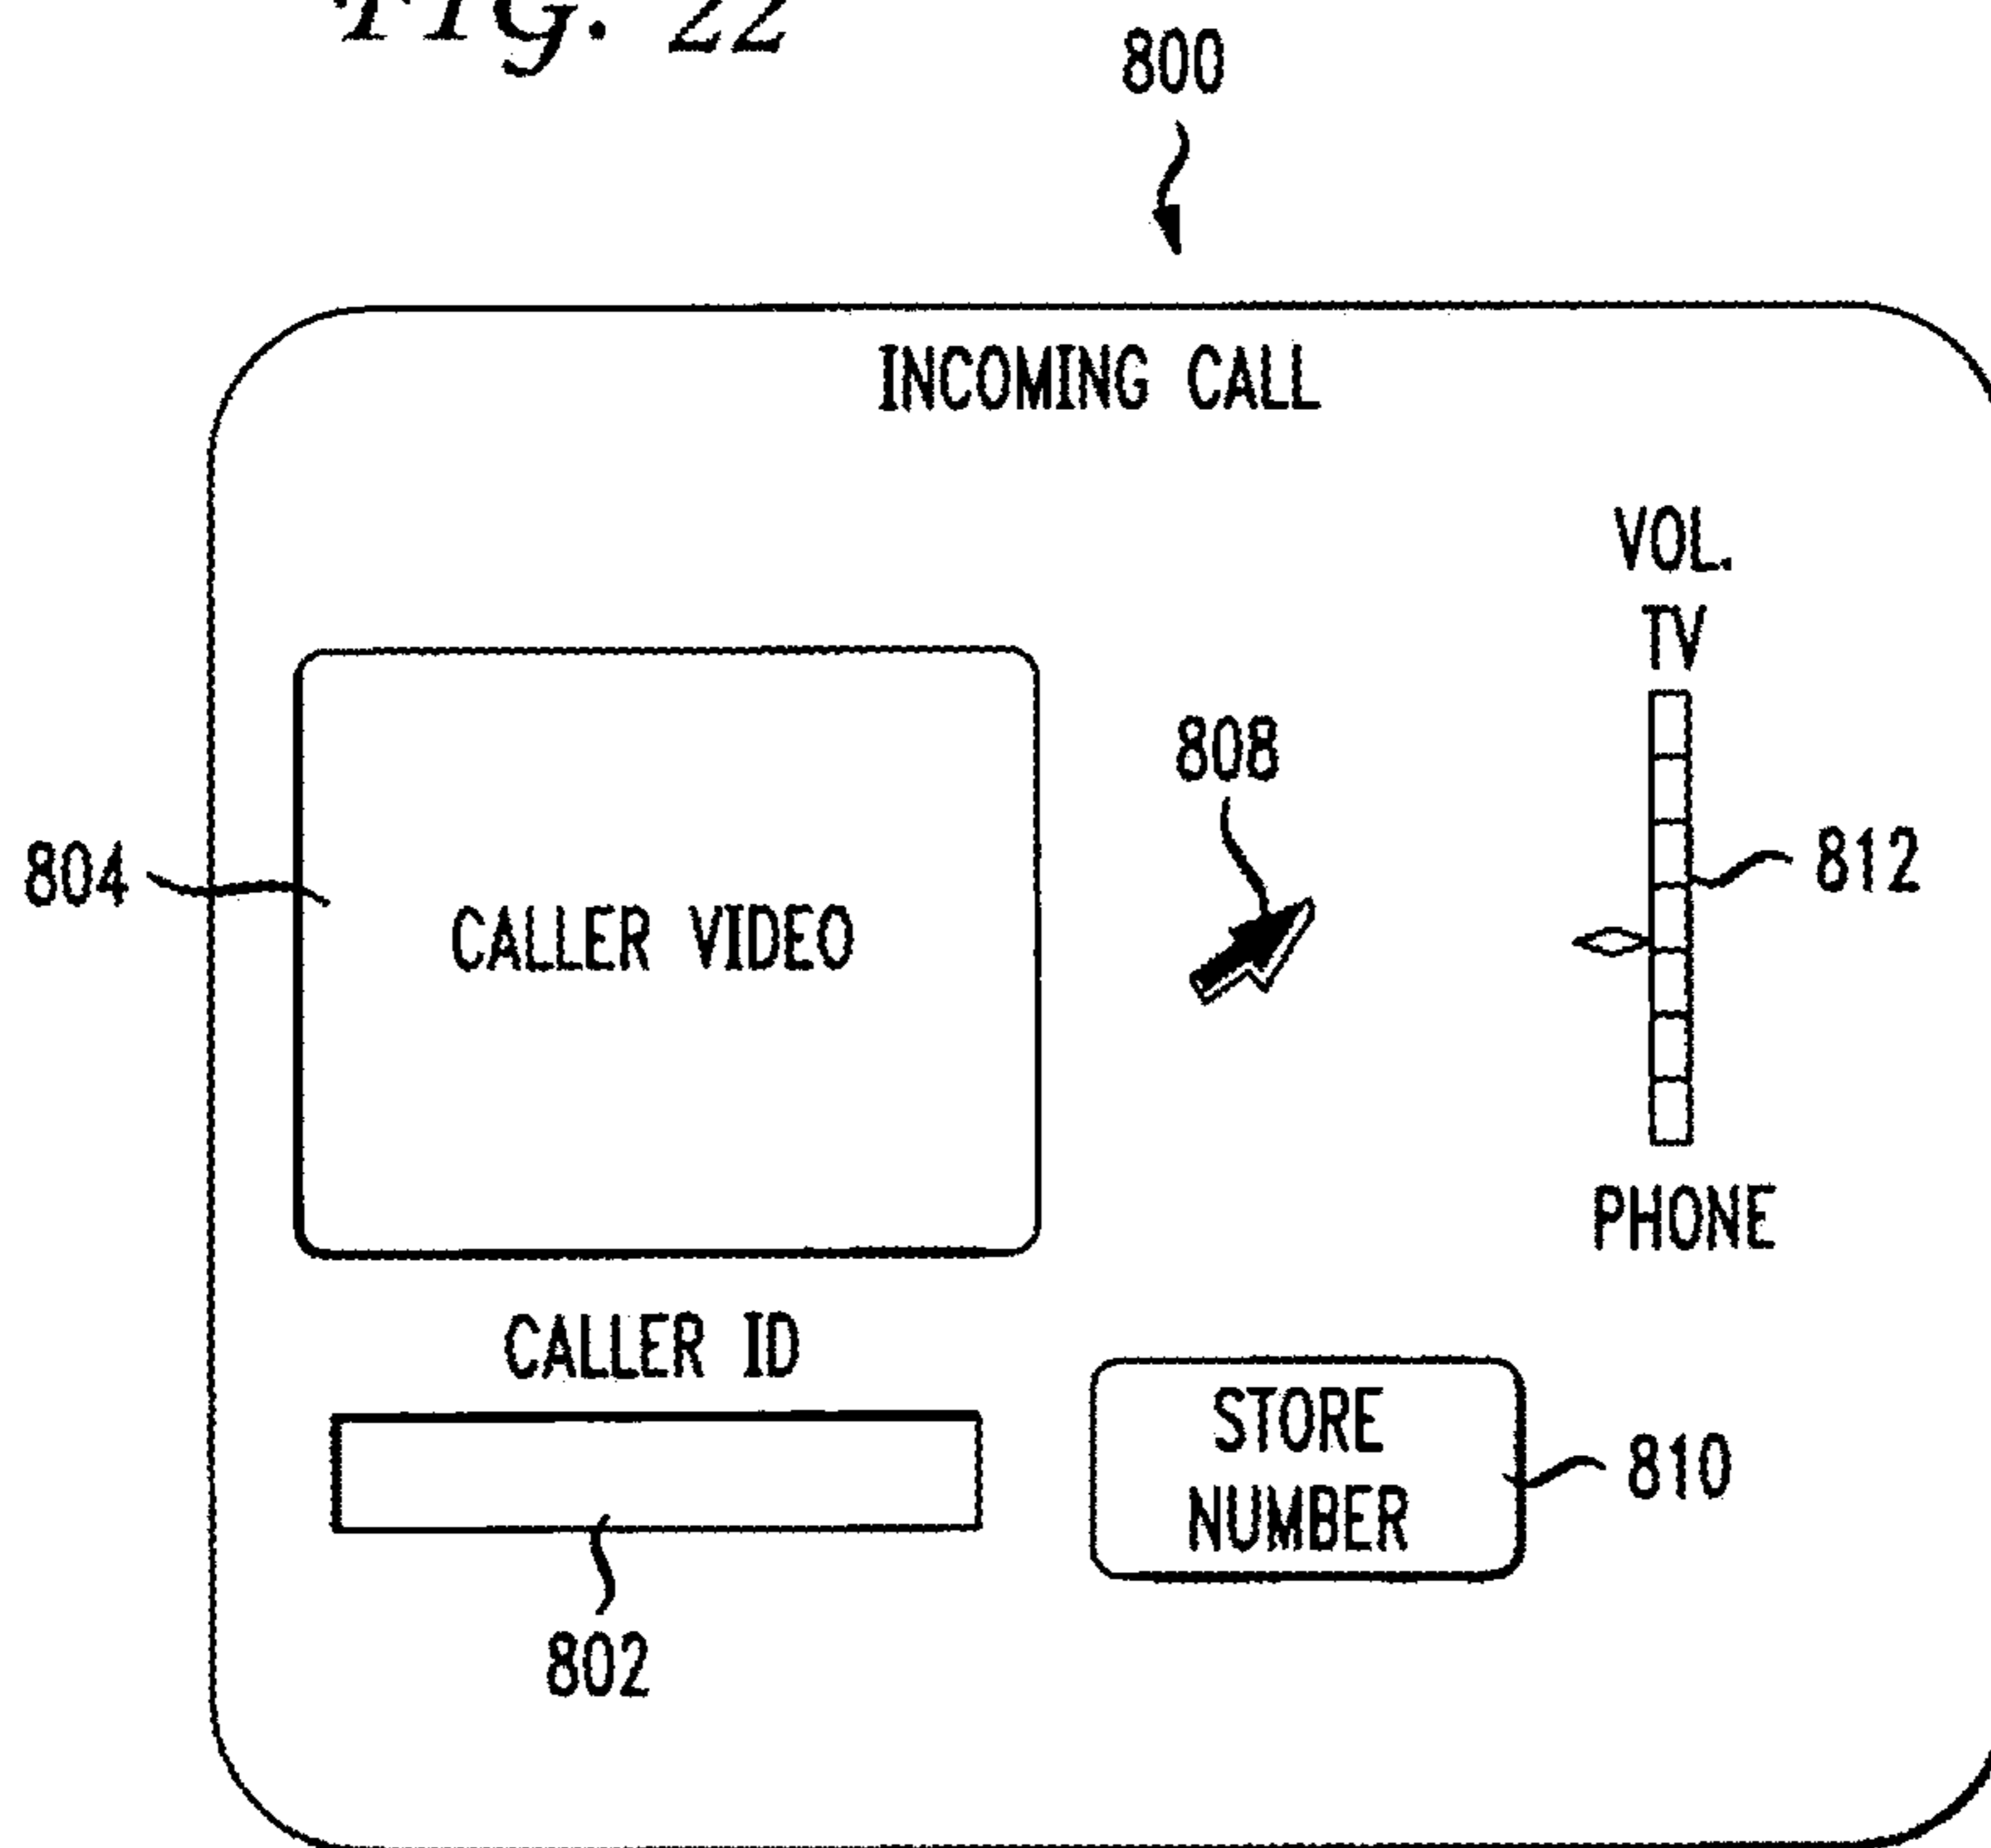 FIG. 22
800
INCOMING CALL
VOL.
TV
808
804
812
CALLER VIDEO
PHONE
CALLER ID
STORE
NUMBER
810
802